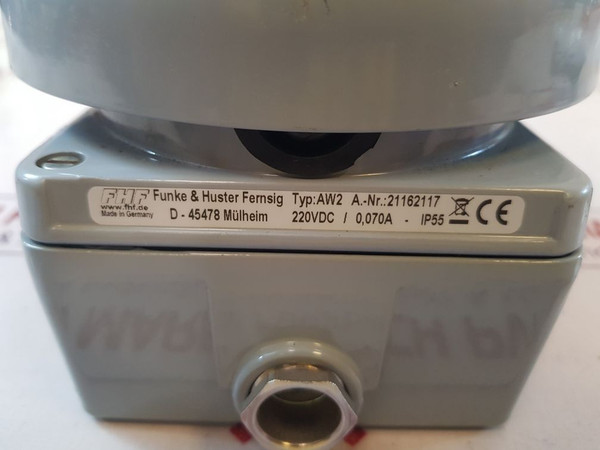 FHF Funke & Huster Fernsig Typ:AW2 A.-Nr.:21162117
www.fhf.de
Made in Germany D - 45478 Mülheim 220VDC / 0,070A - IP55 CE